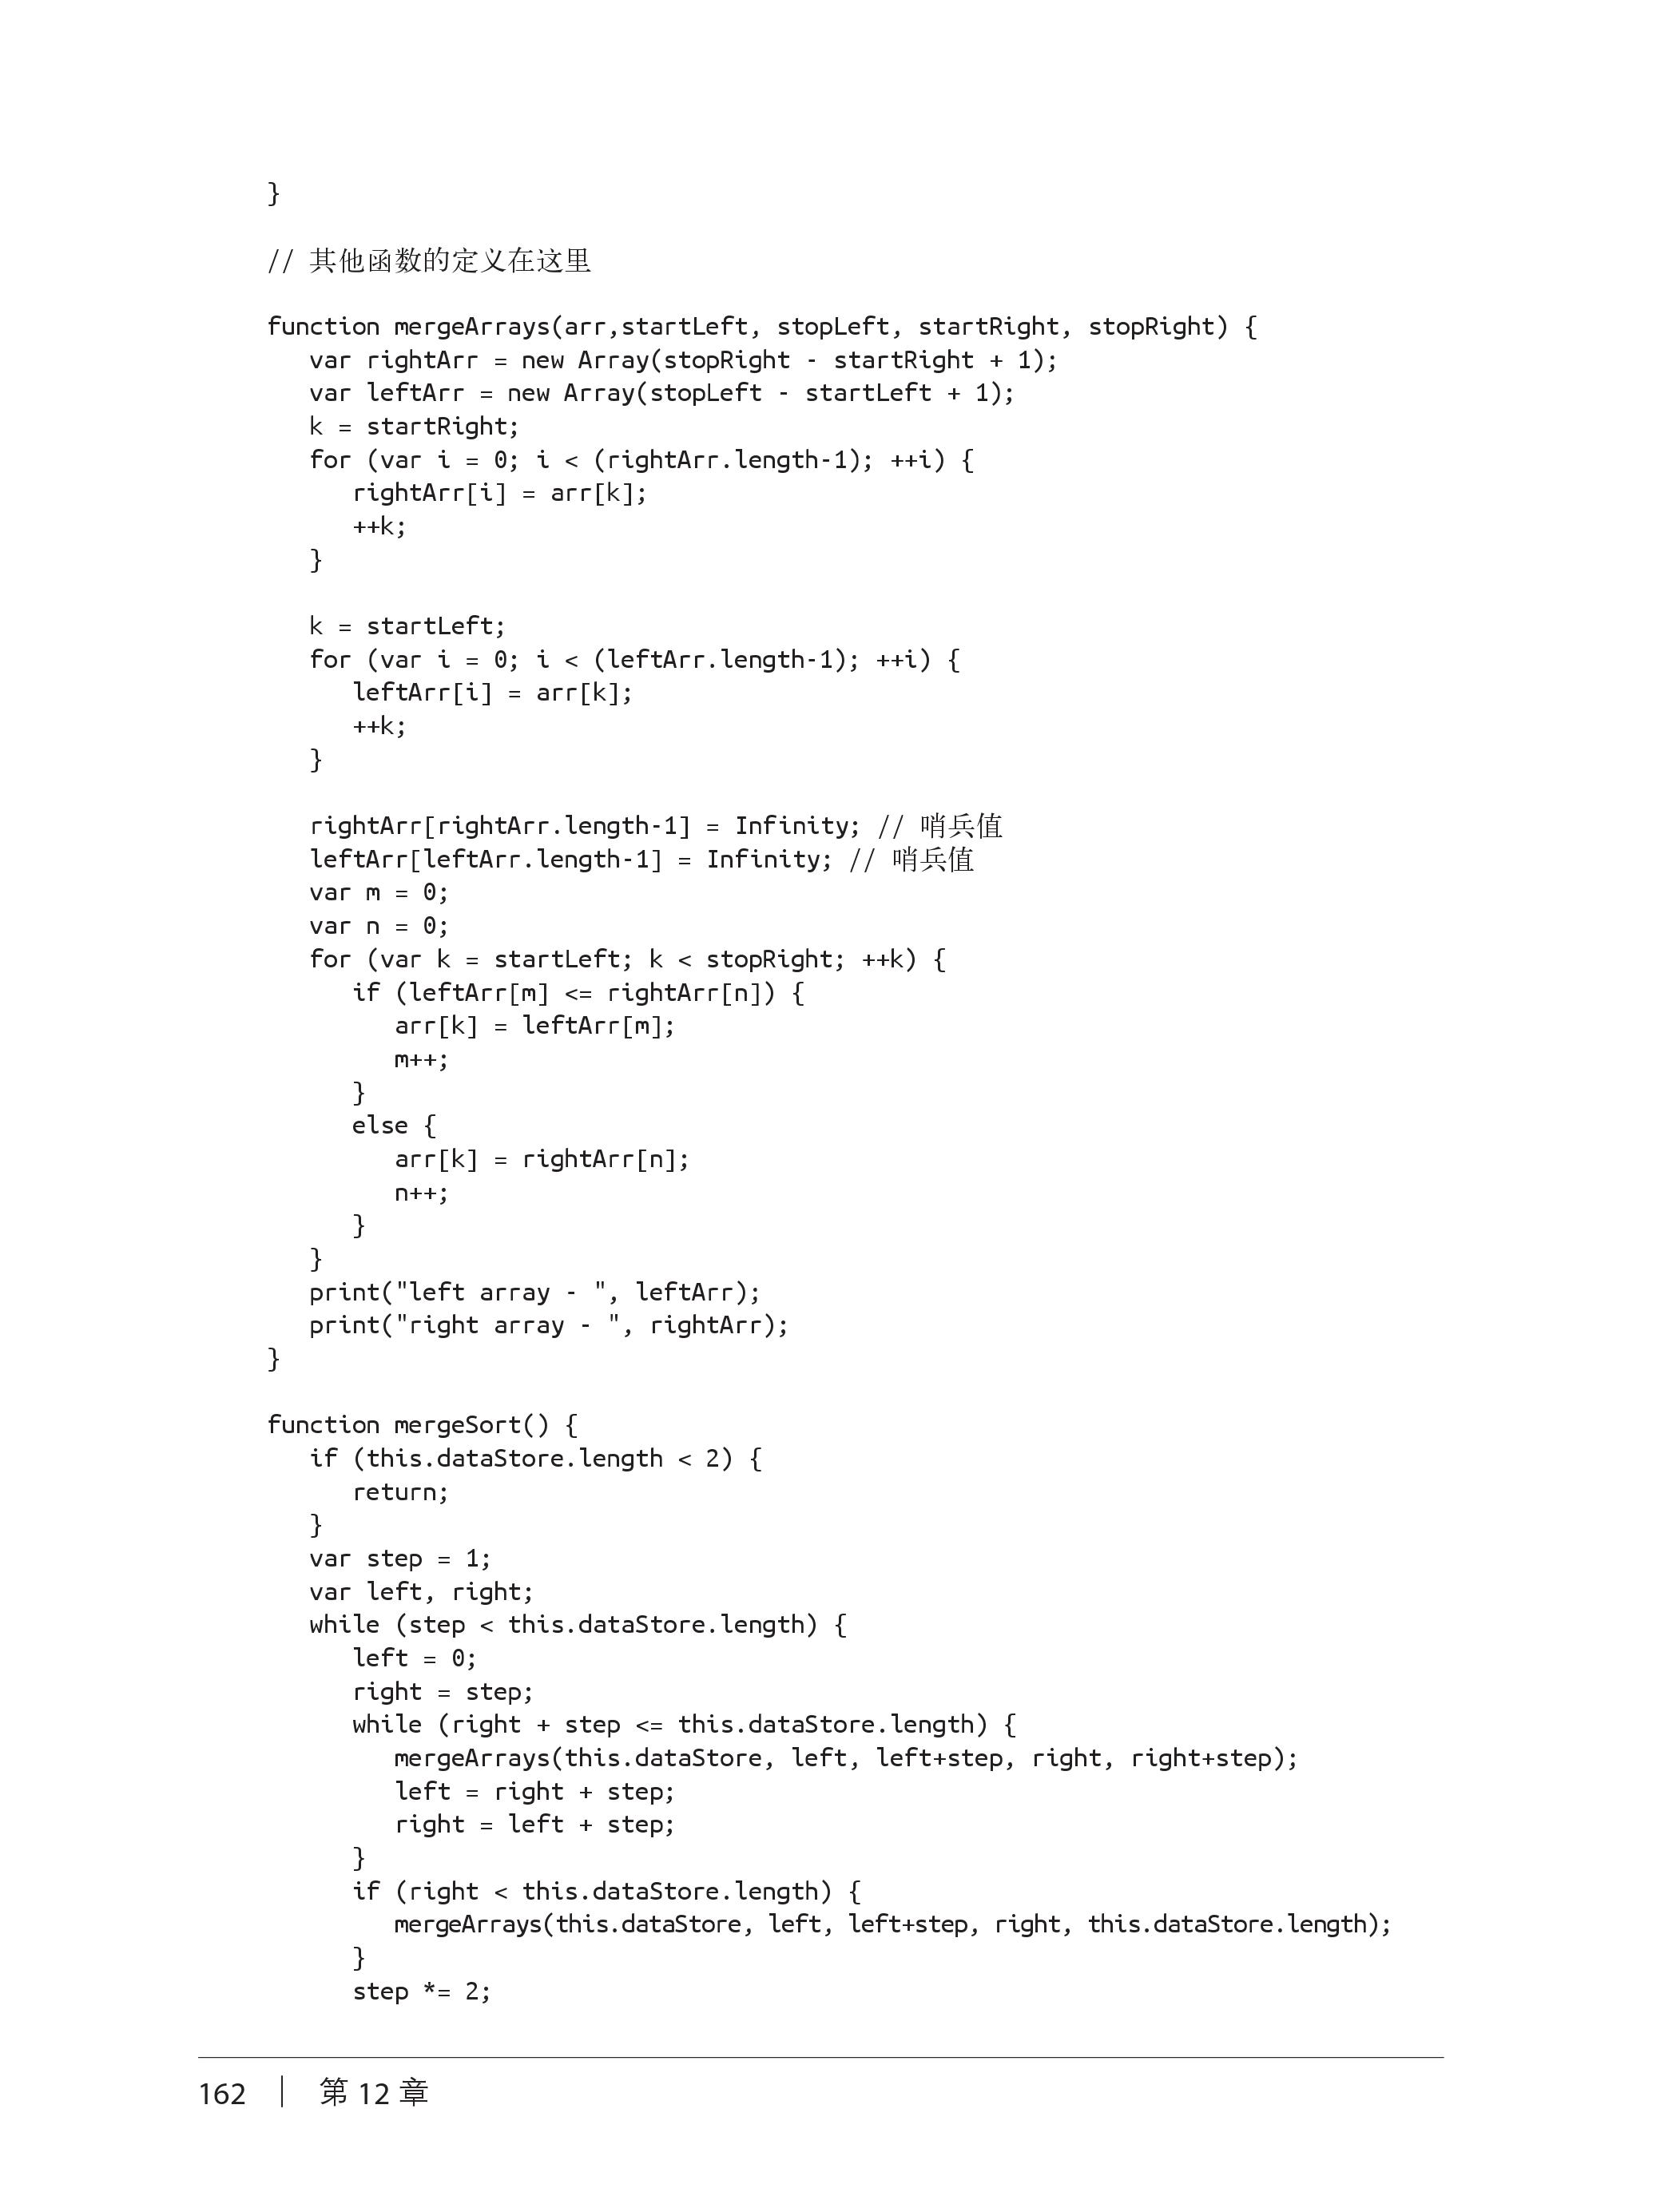 }

// 其他函数的定义在这里

function mergeArrays(arr,startLeft, stopLeft, startRight, stopRight) {
   var rightArr = new Array(stopRight - startRight + 1);
   var leftArr = new Array(stopLeft - startLeft + 1);
   k = startRight;
   for (var i = 0; i < (rightArr.length-1); ++i) {
      rightArr[i] = arr[k];
      ++k;
   }

   k = startLeft;
   for (var i = 0; i < (leftArr.length-1); ++i) {
      leftArr[i] = arr[k];
      ++k;
   }

   rightArr[rightArr.length-1] = Infinity; // 哨兵值
   leftArr[leftArr.length-1] = Infinity; // 哨兵值
   var m = 0;
   var n = 0;
   for (var k = startLeft; k < stopRight; ++k) {
      if (leftArr[m] <= rightArr[n]) {
         arr[k] = leftArr[m];
         m++;
      }
      else {
         arr[k] = rightArr[n];
         n++;
      }
   }
   print("left array - ", leftArr);
   print("right array - ", rightArr);
}

function mergeSort() {
   if (this.dataStore.length < 2) {
      return;
   }
   var step = 1;
   var left, right;
   while (step < this.dataStore.length) {
      left = 0;
      right = step;
      while (right + step <= this.dataStore.length) {
         mergeArrays(this.dataStore, left, left+step, right, right+step);
         left = right + step;
         right = left + step;
      }
      if (right < this.dataStore.length) {
         mergeArrays(this.dataStore, left, left+step, right, this.dataStore.length);
      }
      step *= 2;

162 | 第 12 章